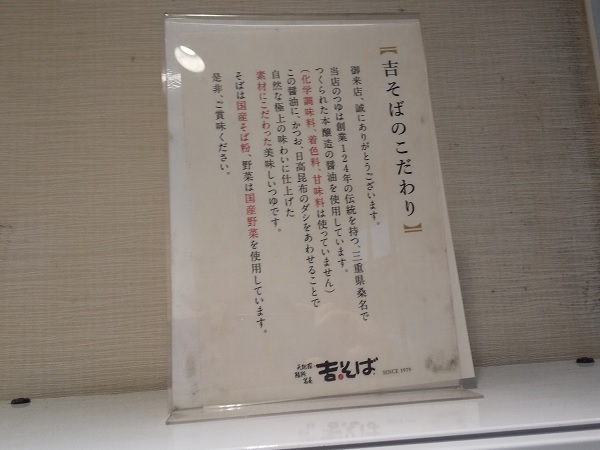 【吉そばのこだわり】
御来店、誠にありがとうございます。
当店のつゆは創業124年の伝統を持つ、三重県桑名で
つくられた本醸造の醤油を使用しています。
(化学調味料、着色料、甘味料は使っていません)
この醤油に、かつお、日高昆布のダシをあわせることで
自然な極上の味わいに仕上げた
素材にこだわった美味しいつゆです。
そばは国産そば粉、野菜は国産野菜を使用しています。
是非、ご賞味ください。
吉そば
SINCE 1979